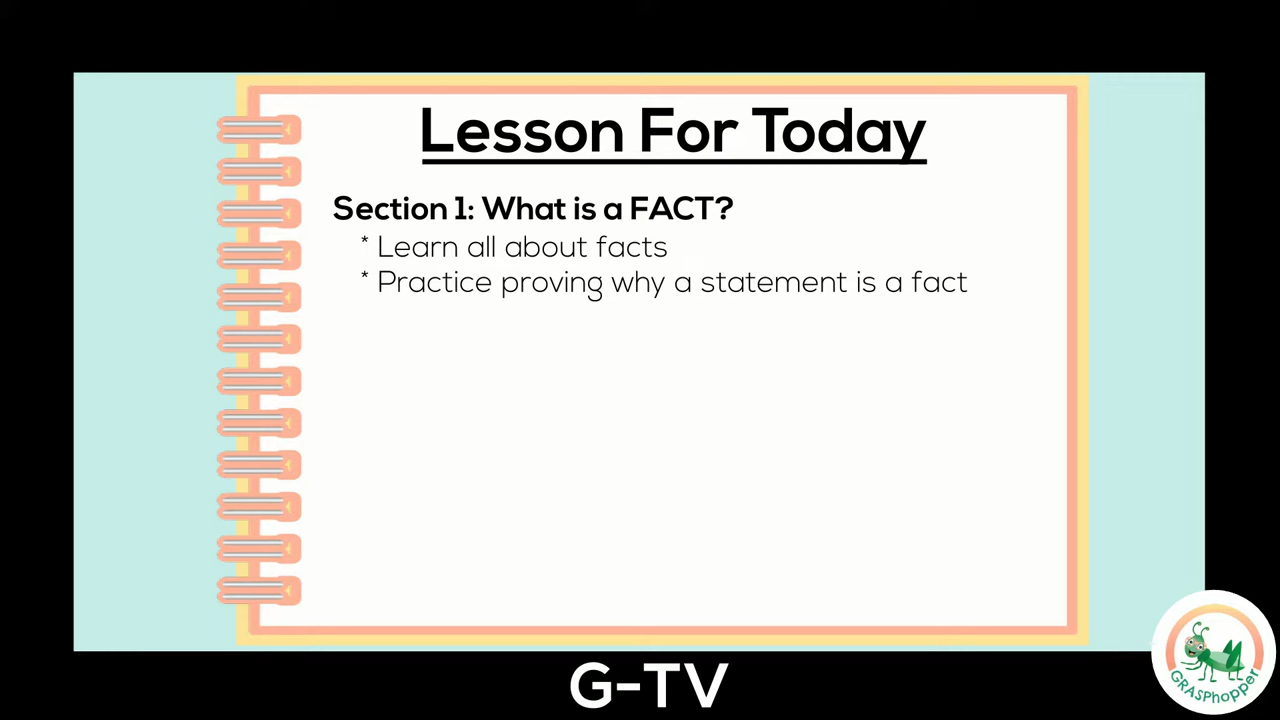 Lesson For Today
Section 1: What is a FACT?
* Learn all about facts
* Practice proving why a statement is a fact
G-TV
GRASPhopper